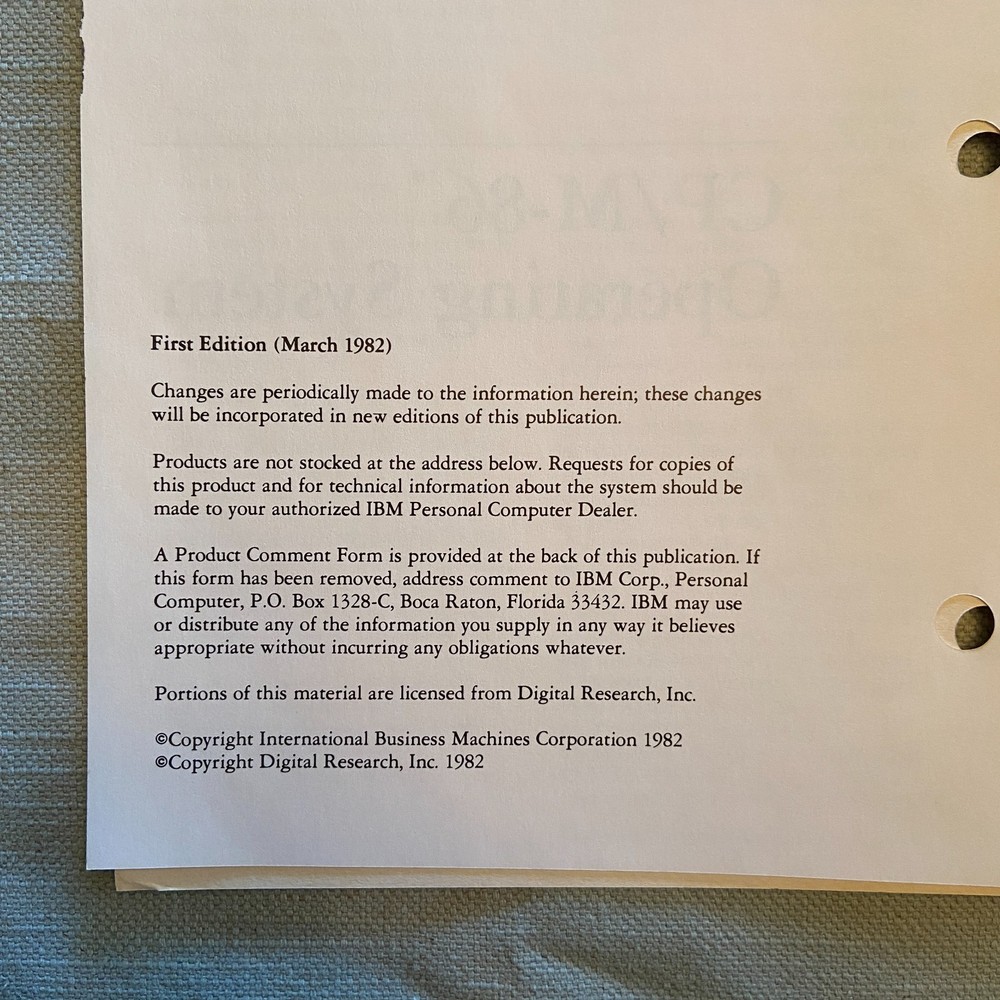 CP/M-86
Operating System
First Edition (March 1982)
Changes are periodically made to the information herein; these changes
will be incorporated in new editions of this publication.
Products are not stocked at the address below. Requests for copies of
this product and for technical information about the system should be
made to your authorized IBM Personal Computer Dealer.
A Product Comment Form is provided at the back of this publication. If
this form has been removed, address comment to IBM Corp., Personal
Computer, P.O. Box 1328-C, Boca Raton, Florida 33432. IBM may use
or distribute any of the information you supply in any way it believes
appropriate without incurring any obligations whatever.
Portions of this material are licensed from Digital Research, Inc.
©Copyright International Business Machines Corporation 1982
©Copyright Digital Research, Inc. 1982